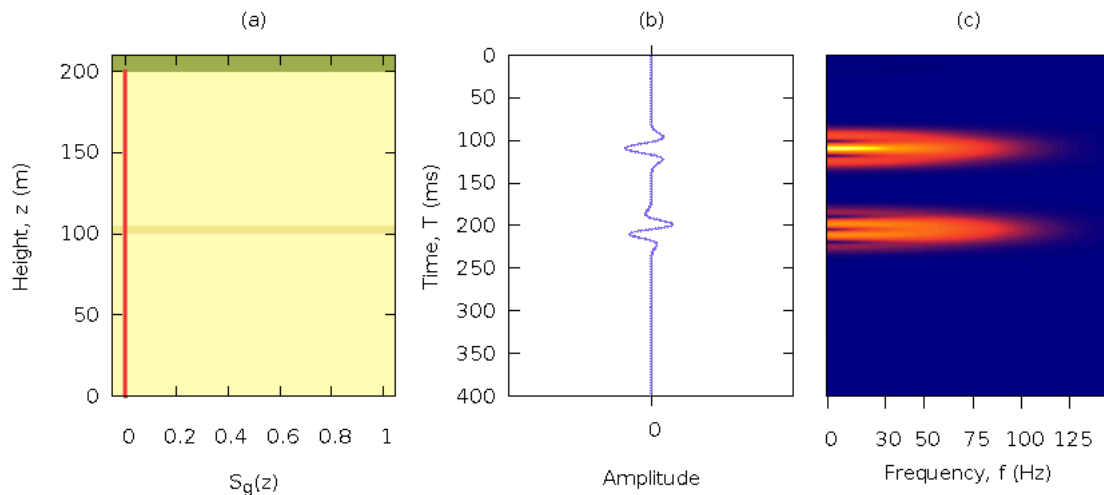 (a)
Height, z (m)
200
150
100
50
0
0 0.2 0.4 0.6 0.8 1
S_g(z)
(b)
Time, T (ms)
0
50
100
150
200
250
300
350
400
0
Amplitude
(c)
0 30 50 75 100 125
Frequency, f (Hz)